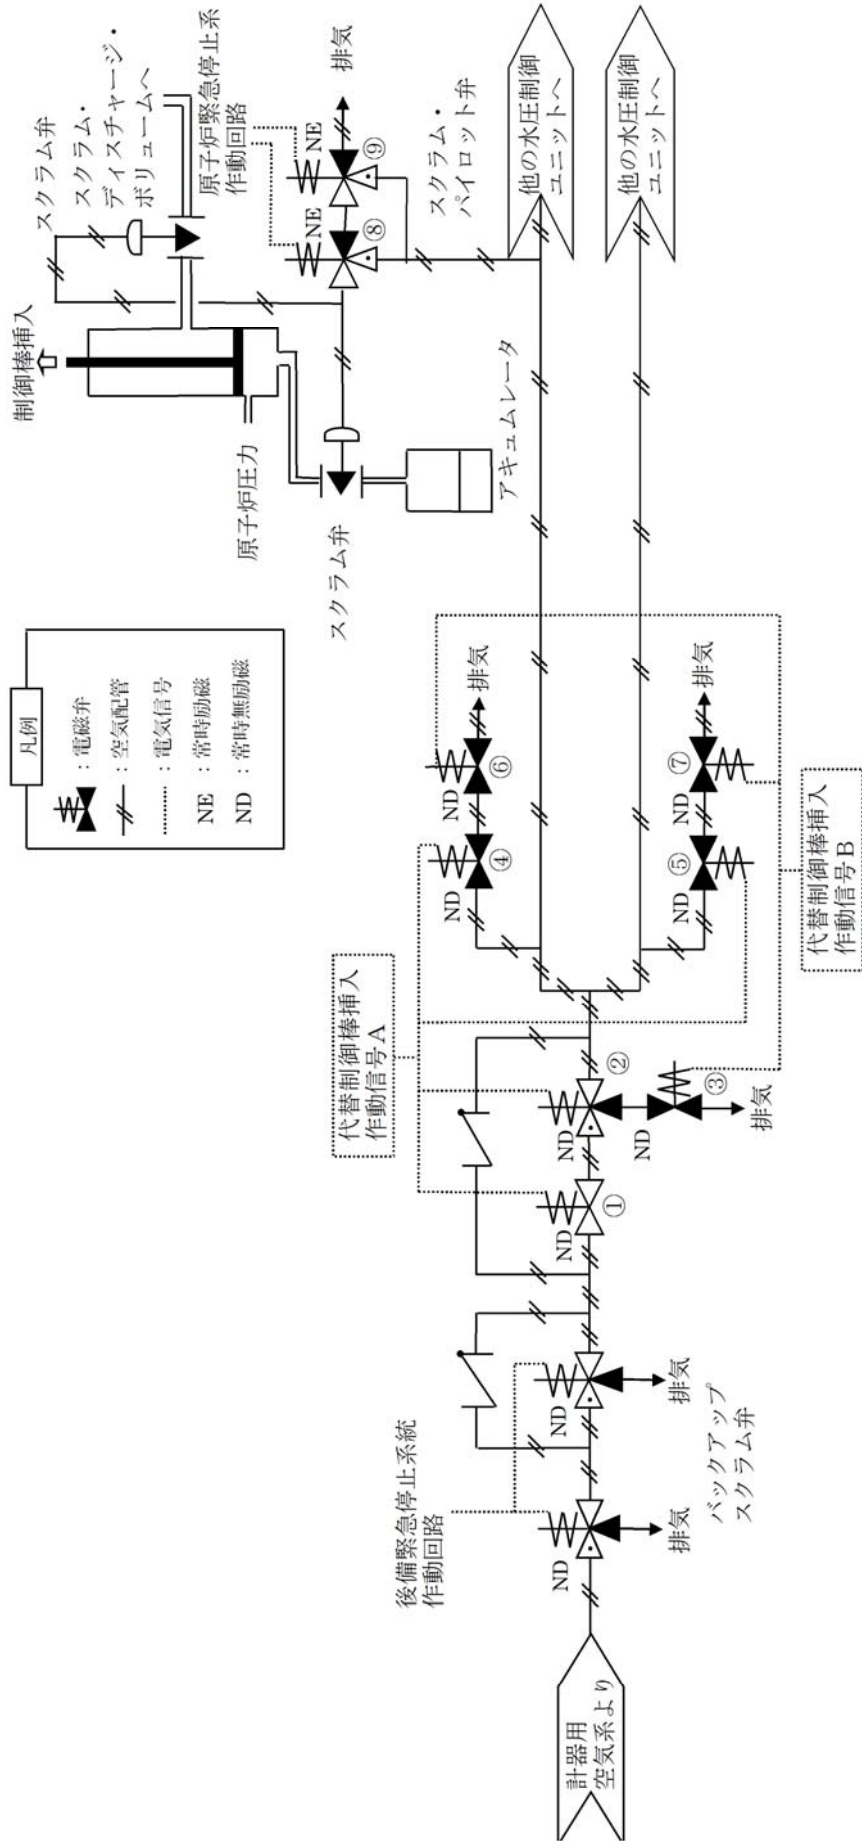 計器用
空気系より
後備緊急停止系統
作動回路
ND
ND
排気
排気
バックアップ
スクラム弁
代替制御棒挿入
作動信号A
ND
ND
①
②
ND
③
排気
ND
ND
④
⑥
排気
ND
ND
⑤
⑦
排気
代替制御棒挿入
作動信号B
凡例
：電磁弁
：空気配管
：電気信号
NE ：常時励磁
ND ：常時無励磁
制御棒挿入
原子炉圧力
スクラム弁
アキュムレータ
スクラム弁
スクラム・
ディスチャージ・
ボリュームへ
原子炉緊急停止系
作動回路
NE
NE
⑧
⑨
排気
スクラム・
パイロット弁
他の水圧制御
ユニットへ
他の水圧制御
ユニットへ